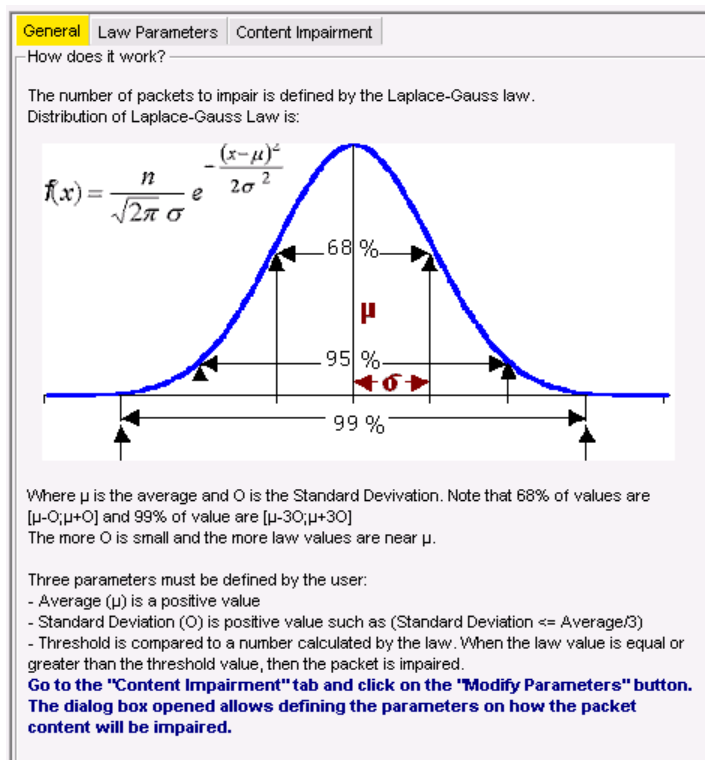 General Law Parameters Content Impairment
How does it work?
The number of packets to impair is defined by the Laplace-Gauss law.
Distribution of Laplace-Gauss Law is:
f(x) = n / √2π σ e^-(x-μ)²/2σ²
68 %
μ
95 %
σ
99 %
Where µ is the average and O is the Standard Devivation. Note that 68% of values are
[µ-O;µ+O] and 99% of value are [µ-3O;µ+3O]
The more O is small and the more law values are near µ.
Three parameters must be defined by the user:
- Average (µ) is a positive value
- Standard Deviation (O) is positive value such as (Standard Deviation <= Average/3)
- Threshold is compared to a number calculated by the law. When the law value is equal or
greater than the threshold value, then the packet is impaired.
Go to the "Content Impairment" tab and click on the "Modify Parameters" button.
The dialog box opened allows defining the parameters on how the packet
content will be impaired.